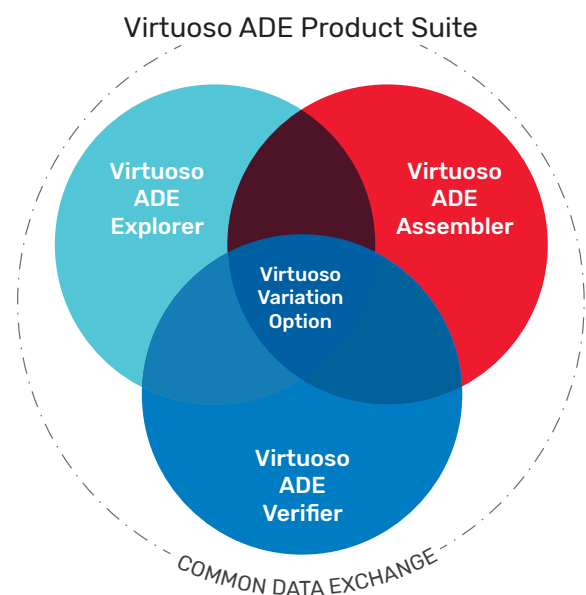 Virtuoso ADE Product Suite
Virtuoso
ADE
Explorer
Virtuoso
ADE
Assembler
Virtuoso
Variation
Option
Virtuoso
ADE
Verifier
COMMON DATA EXCHANGE